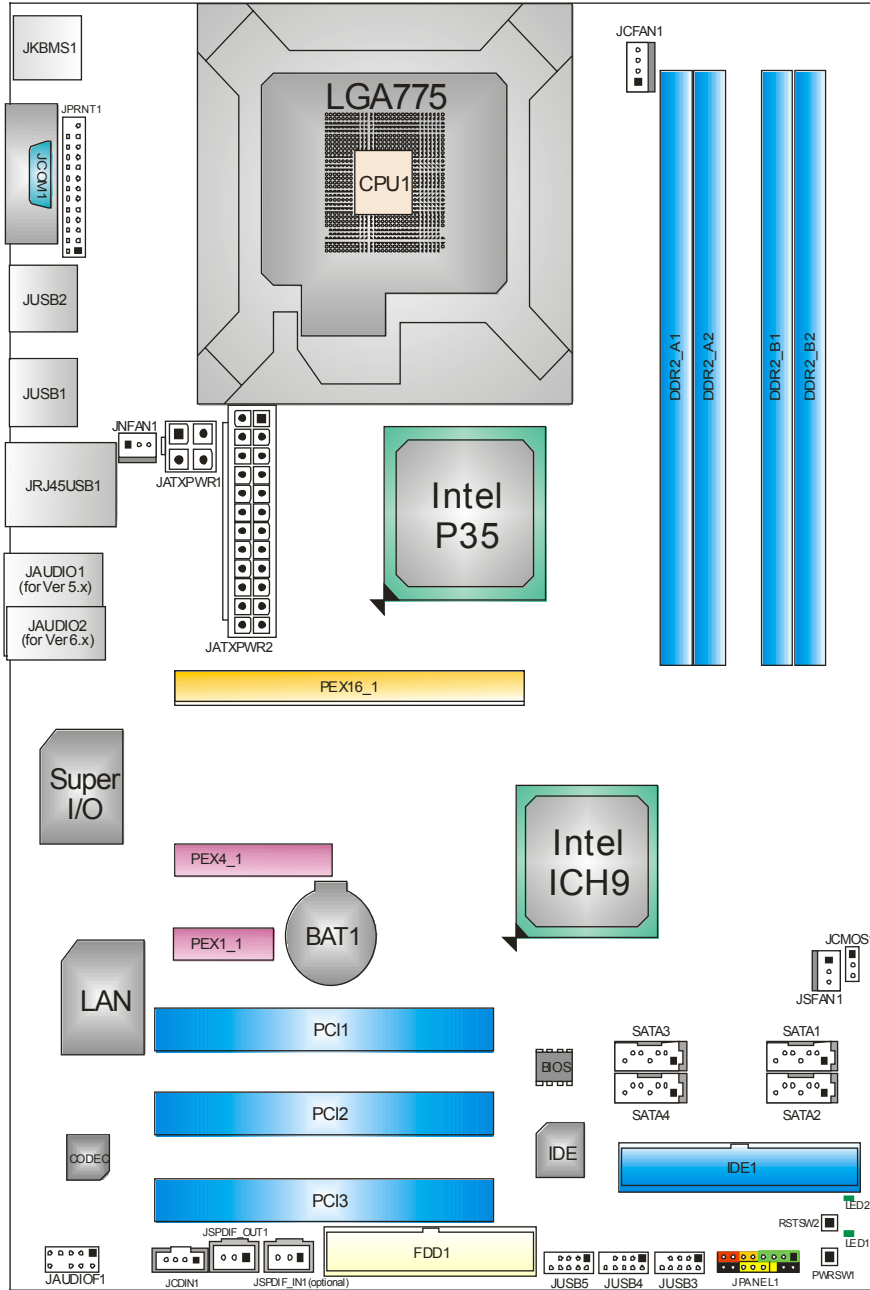 JKBMS1
JCFAN1
LGA775
JPRNT1
JCOM1
CPU1
JUSB2
JUSB1
DDR2_A1
DDR2_A2
DDR2_B1
DDR2_B2
JNFAN1
JATXPWR1
JRJ45USB1
Intel
P35
JAUDIO1
(for Ver 5.x)
JAUDIO2
(for Ver 6.x)
JATXPWR2
PEX16_1
Super
I/O
Intel
ICH9
PEX4_1
BAT1
PEX1_1
JCMOS1
JSFAN1
LAN
PCI1
SATA3
SATA1
BIOS
SATA4
SATA2
PCI2
CODEC
IDE
IDE1
PCI3
LED2
RSTSW2
LED1
JSPDIF_OUT1
FDD1
JAUDIOF1
JCDIN1
JSPDIF_IN1(optional)
JUSB5
JUSB4
JUSB3
JPANEL1
PWRSW1